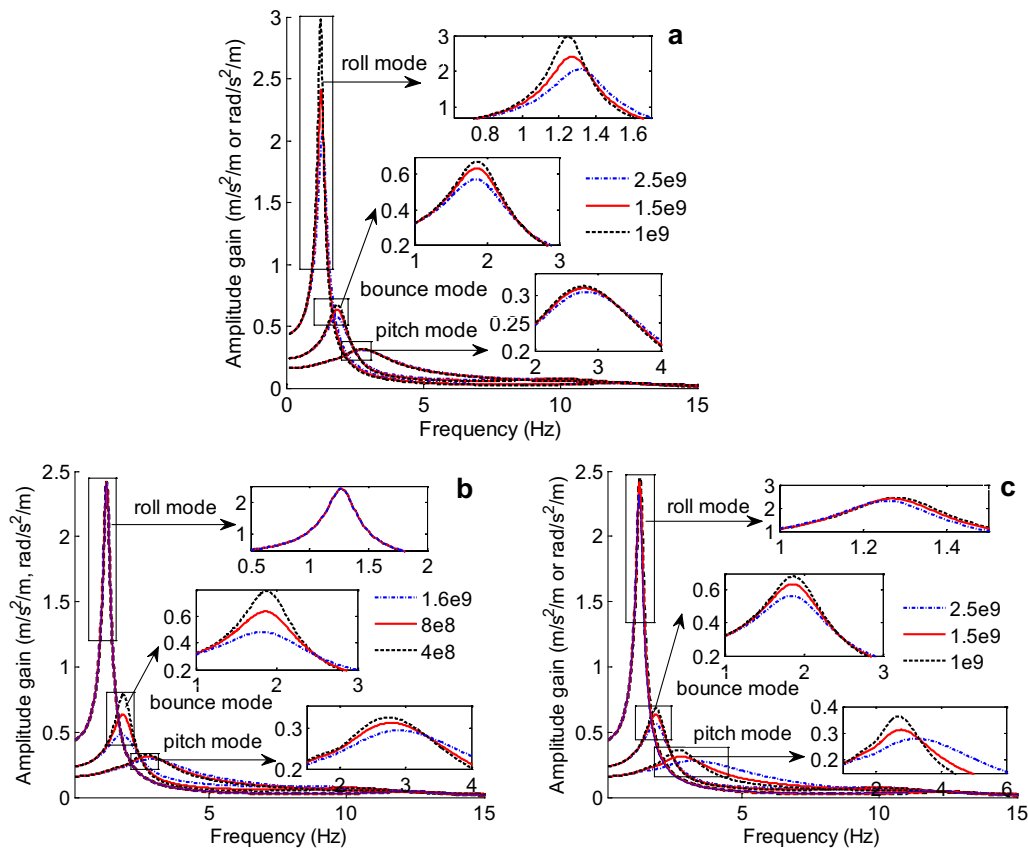 a
Amplitude gain (m/s²/m or rad/s²/m)
3
2.5
2
1.5
1
0.5
0
0 5 10 15
Frequency (Hz)
roll mode
3
2
1
0.8 1 1.2 1.4 1.6
bounce mode
0.6
0.4
0.2
1 2 3
2.5e9
1.5e9
1e9
pitch mode
0.3
0.25
0.2
2 3 4
b
Amplitude gain (m/s²/m, rad/s²/m)
2.5
2
1.5
1
0.5
0
5 10 15
Frequency (Hz)
roll mode
2
1
0.5 1 1.5 2
bounce mode
0.6
0.4
0.2
1 2 3
1.6e9
8e8
4e8
pitch mode
0.3
0.2
2 3 4
c
Amplitude gain (m/s²/m or rad/s²/m)
2.5
2
1.5
1
0.5
0
5 10 15
Frequency (Hz)
roll mode
3
2
1
1 1.2 1.4
bounce mode
0.6
0.4
0.2
1 2 3
2.5e9
1.5e9
1e9
pitch mode
0.4
0.3
0.2
2 4 6